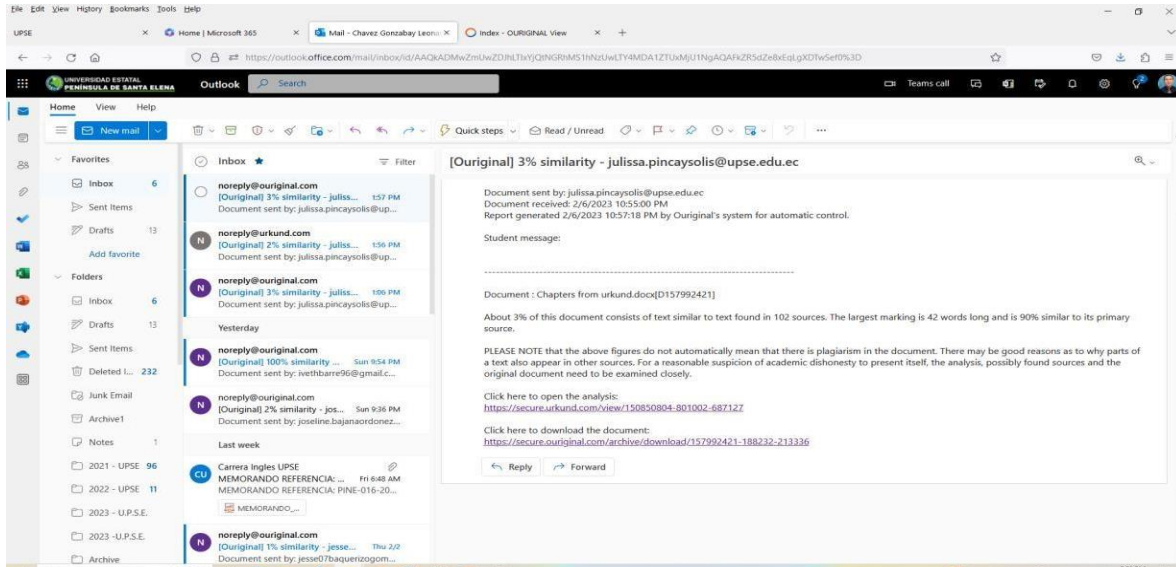 File Edit View History Bookmarks Tools Help
UPSE
Home | Microsoft 365
Mail - Chavez Gonzabay Leona
Index - OURIGINAL View
UNIVERSIDAD ESTATAL
PENÍNSULA DE SANTA ELENA
Outlook
Search
Teams call
Home View Help
New mail
Quick steps
Read / Unread
Favorites
Inbox 6
Sent Items
Drafts 13
Add favorite
Folders
Inbox 6
Drafts 13
Sent Items
Deleted I... 232
Junk Email
Archive1
Notes 1
2021 - UPSE 96
2022 - UPSE 11
2023 - U.P.S.E.
2023 -U.P.S.E.
Archive
Inbox
Filter
noreply@ouriginal.com
[Ouriginal] 3% similarity - juliss... 1:57 PM
Document sent by: julissa.pincaysolis@up...
N
noreply@urkund.com
[Ouriginal] 2% similarity - juliss... 1:56 PM
Document sent by: julissa.pincaysolis@up...
N
noreply@ouriginal.com
[Ouriginal] 3% similarity - juliss... 1:06 PM
Document sent by: julissa.pincaysolis@up...
Yesterday
N
noreply@ouriginal.com
[Ouriginal] 100% similarity ... Sun 9:54 PM
Document sent by: ivethbarre96@gmail.c...
N
noreply@ouriginal.com
[Ouriginal] 2% similarity - jos... Sun 9:36 PM
Document sent by: joseline.bajanaordonez...
Last week
CU
Carrera Ingles UPSE
MEMORANDO REFERENCIA: ... Fri 6:48 AM
MEMORANDO REFERENCIA: PINE-016-20...
MEMORANDO_...
N
noreply@ouriginal.com
[Ouriginal] 1% similarity - jesse... Thu 2/2
Document sent by: jesse07baquerizogom...
[Ouriginal] 3% similarity - julissa.pincaysolis@upse.edu.ec
Document sent by: julissa.pincaysolis@upse.edu.ec
Document received: 2/6/2023 10:55:00 PM
Report generated 2/6/2023 10:57:18 PM by Ouriginal's system for automatic control.
Student message:
Document : Chapters from urkund.docx[D157992421]
About 3% of this document consists of text similar to text found in 102 sources. The largest marking is 42 words long and is 90% similar to its primary
source.
PLEASE NOTE that the above figures do not automatically mean that there is plagiarism in the document. There may be good reasons as to why parts of
a text also appear in other sources. For a reasonable suspicion of academic dishonesty to present itself, the analysis, possibly found sources and the
original document need to be examined closely.
Click here to open the analysis:
https://secure.urkund.com/view/150850804-801002-687127
Click here to download the document:
https://secure.ouriginal.com/archive/download/157992421-188232-213336
Reply
Forward